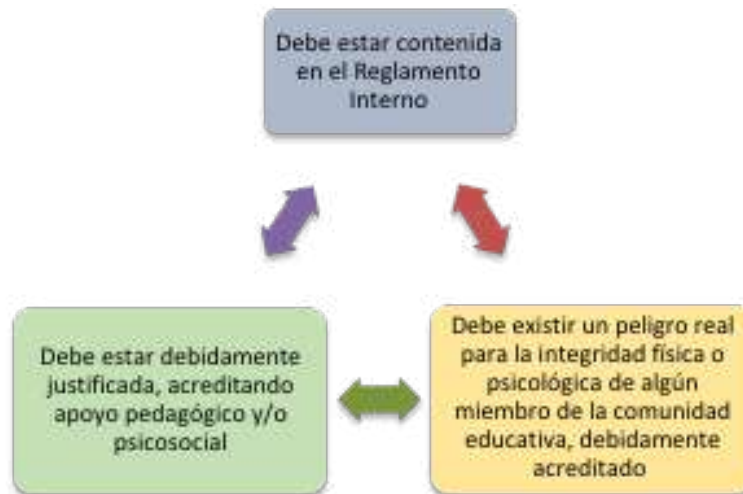 Debe estar contenida
en el Reglamento
Interno
Debe estar debidamente
justificada, acreditando
apoyo pedagógico y/o
psicosocial
Debe existir un peligro real
para la integridad física o
psicológica de algún
miembro de la comunidad
educativa, debidamente
acreditado